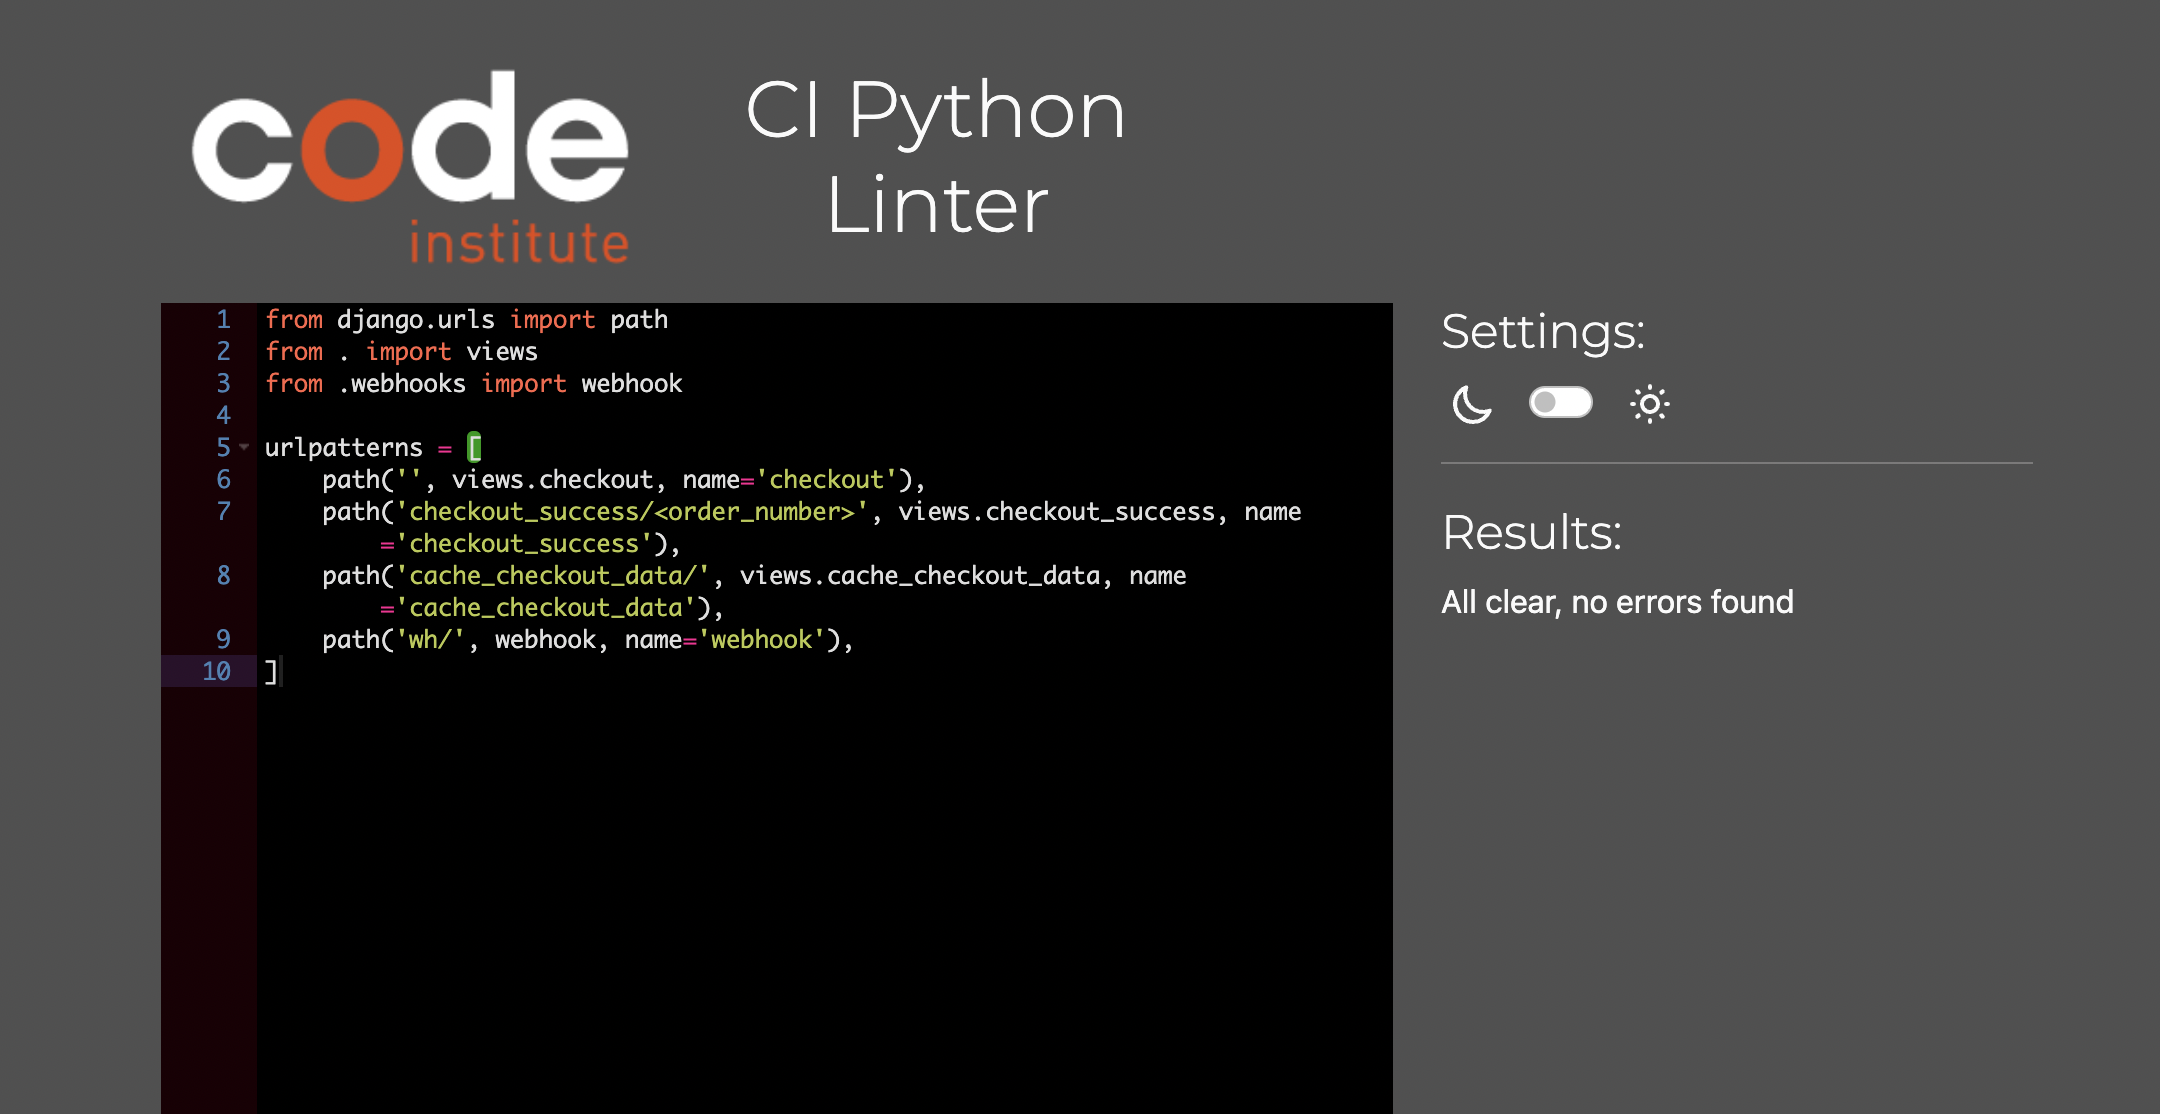 code
institute
CI Python
Linter
1 from django.urls import path
2 from . import views
3 from .webhooks import webhook
4
5 urlpatterns = [
6     path('', views.checkout, name='checkout'),
7     path('checkout_success/<order_number>', views.checkout_success, name
        ='checkout_success'),
8     path('cache_checkout_data/', views.cache_checkout_data, name
        ='cache_checkout_data'),
9     path('wh/', webhook, name='webhook'),
10 ]
Settings:
Results:
All clear, no errors found